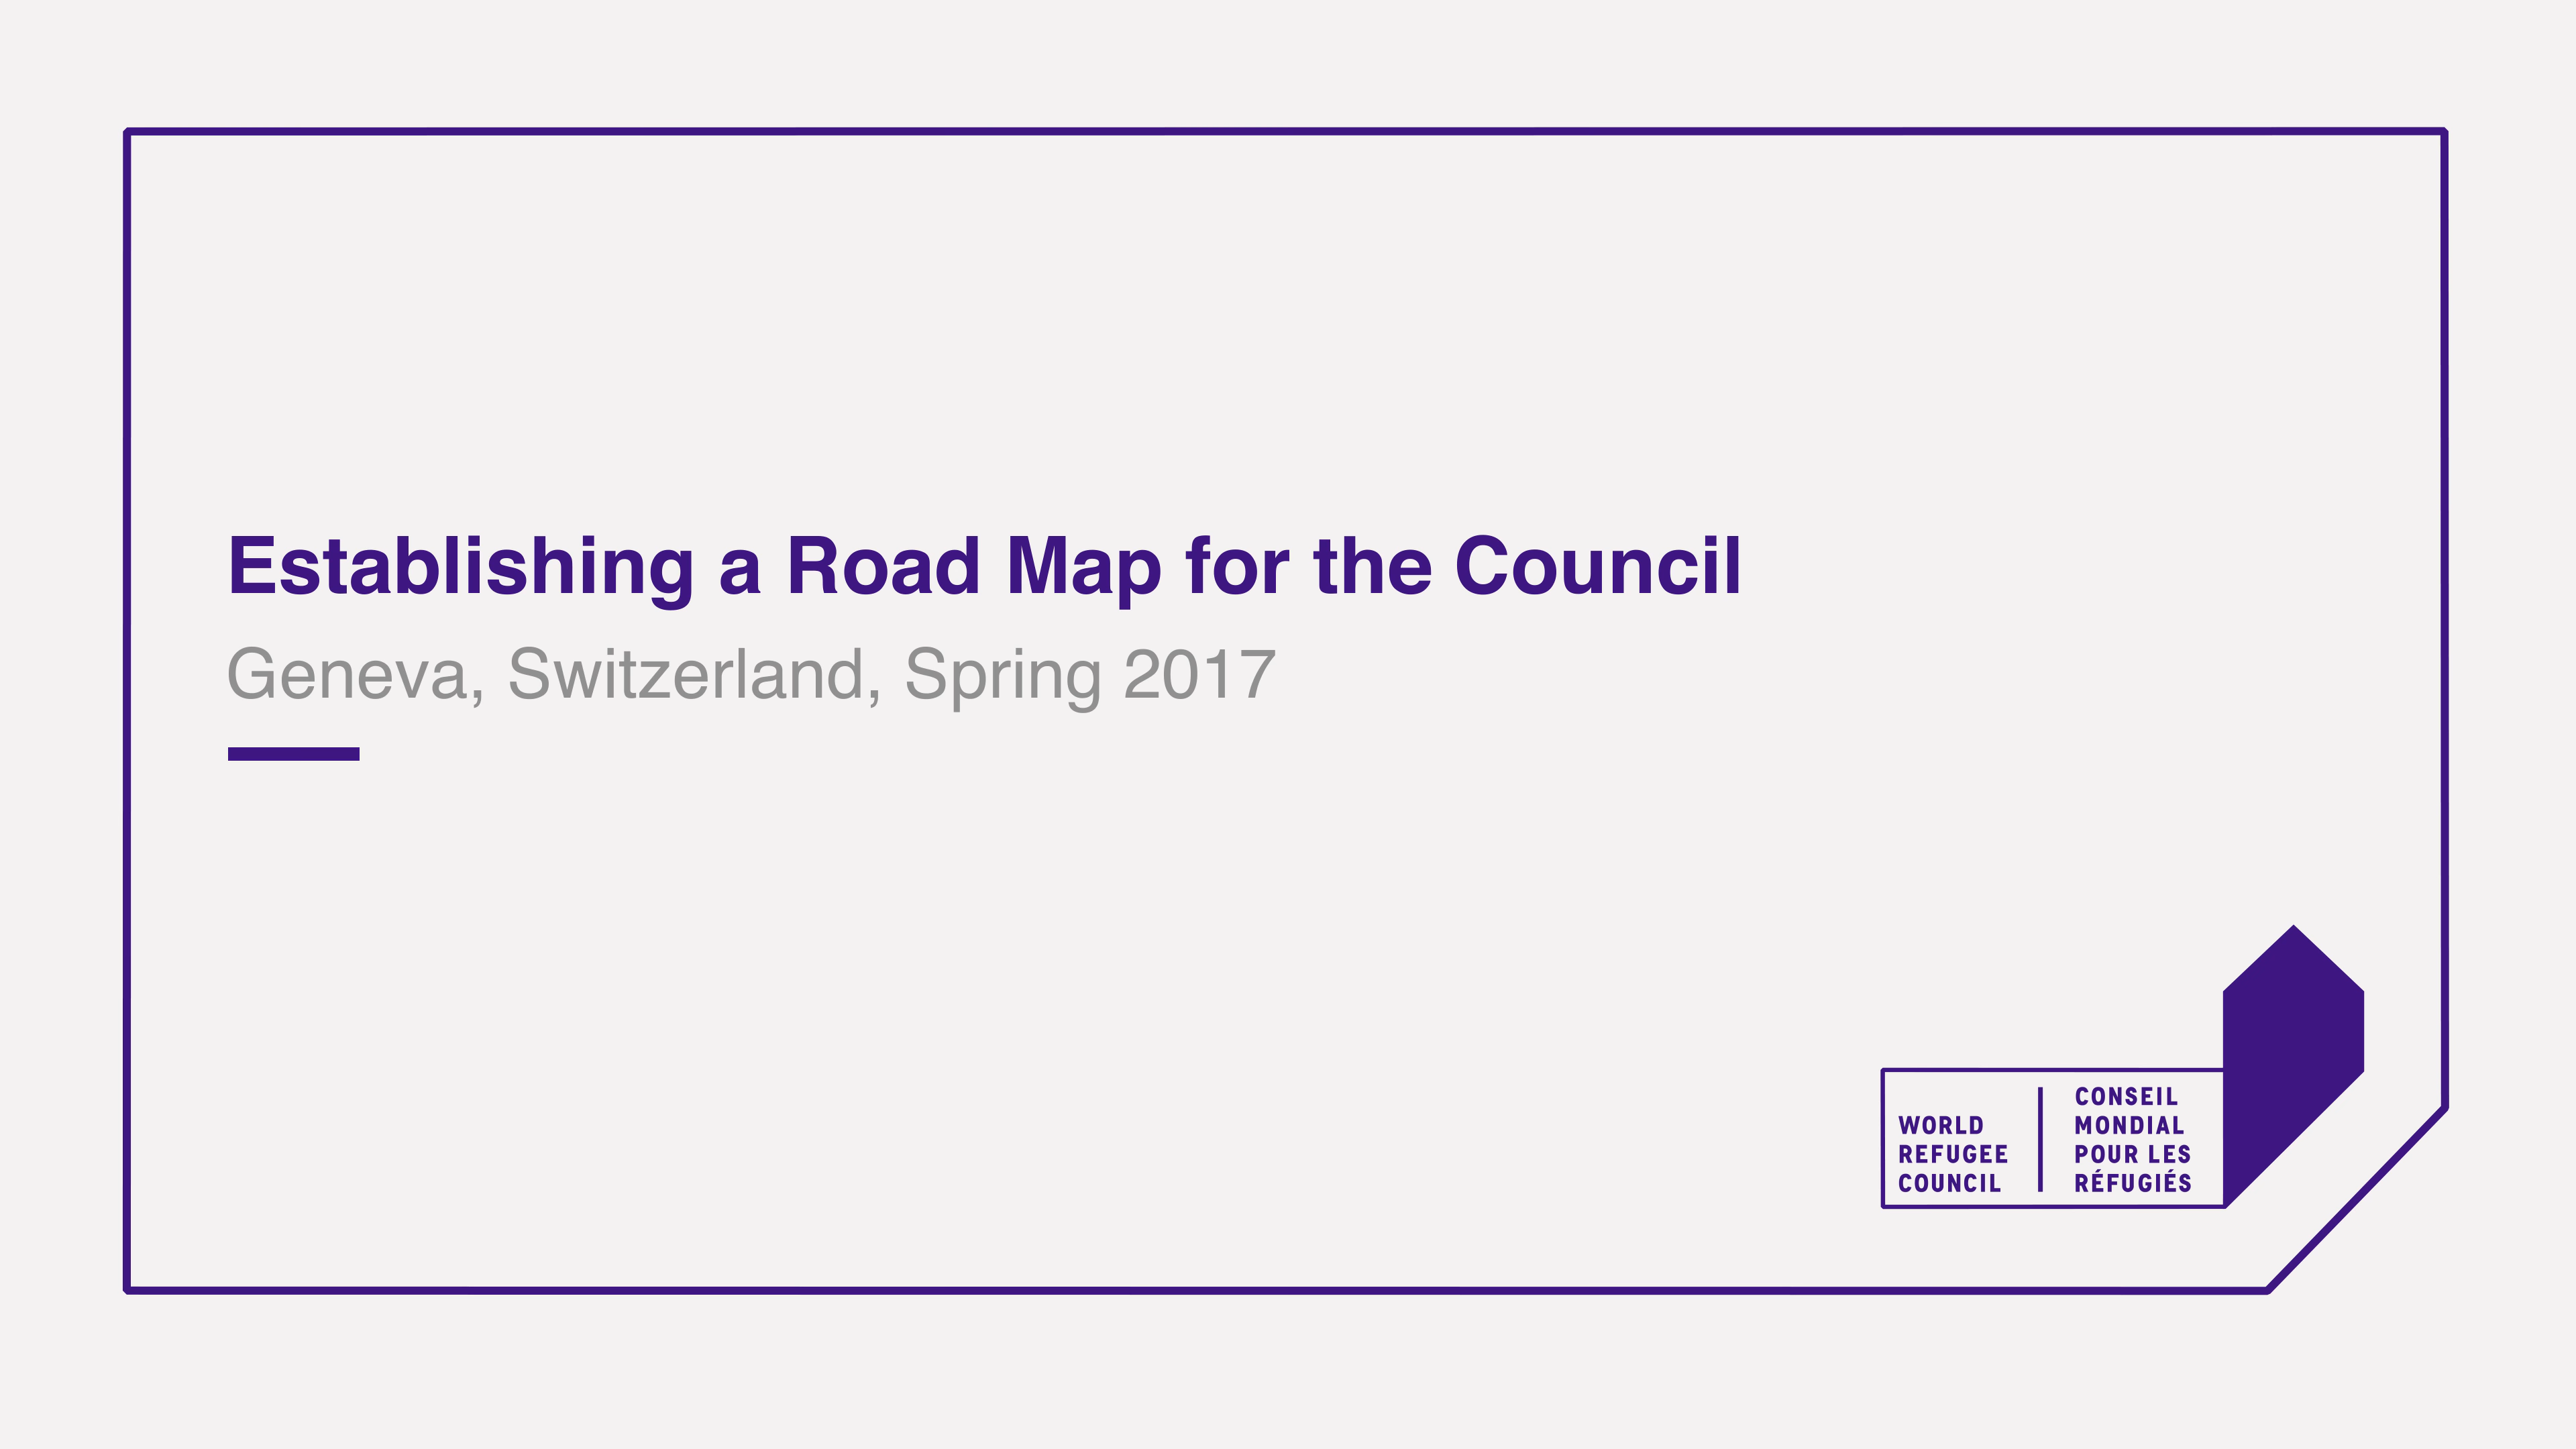 Establishing a Road Map for the Council
Geneva, Switzerland, Spring 2017
WORLD
REFUGEE
COUNCIL
CONSEIL
MONDIAL
POUR LES
RÉFUGIÉS